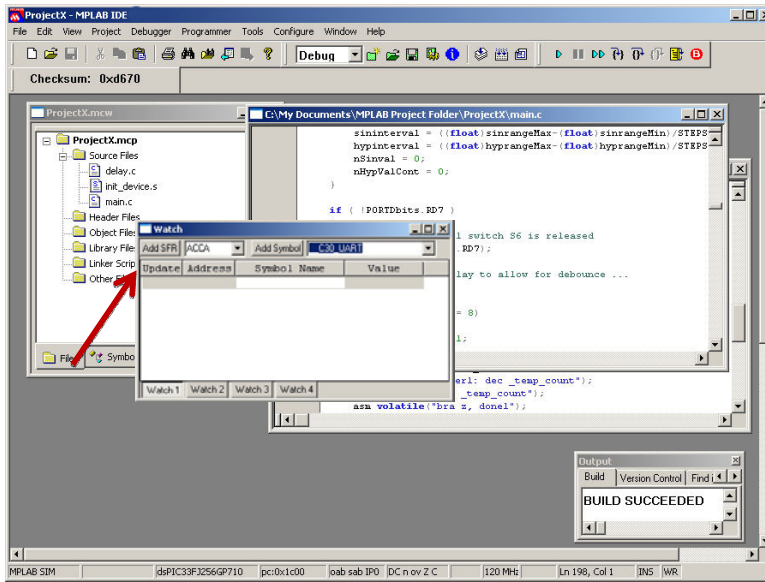 ProjectX - MPLAB IDE
File Edit View Project Debugger Programmer Tools Configure Window Help
Debug
Checksum: 0xd670
ProjectX.mcw
ProjectX.mcp
Source Files
delay.c
init_device.s
main.c
Header Files
Object Files
Library File
Linker Scrip
Other
Symbo
C:\My Documents\MPLAB Project Folder\ProjectX\main.c
sininterval = ((float)sinrangeMax-(float)sinrangeMin)/STEPS
hypinterval = ((float)hyprangeMax-(float)hyprangeMin)/STEPS
nSinval = 0;
nHypValCont = 0;
}
if ( !PORTDbits.RD7 )
l switch S6 is released
.RD7);
lay to allow for debounce ...
= 8)
1;
Watch
Add SFR ACCA Add Symbol __C30_UART
Update Address Symbol Name Value
Watch 1 Watch 2 Watch 3 Watch 4
erl: dec _temp_count");
_temp_count");
asm volatile("bra z, done1");
Output
Build Version Control Find i
BUILD SUCCEEDED
MPLAB SIM dsPIC33FJ256GP710 pc:0x1c00 oab sab IP0 DC n ov Z C 120 MHz Ln 198, Col 1 INS WR